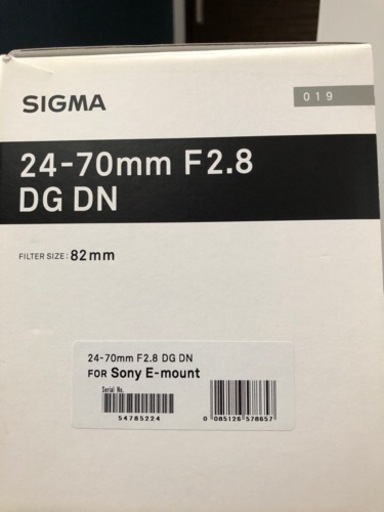 SIGMA
019
24-70mm F2.8
DG DN
FILTER SIZE: 82mm
24-70mm F2.8 DG DN
FOR Sony E-mount
Serial No.
54785224
0 085126 578657